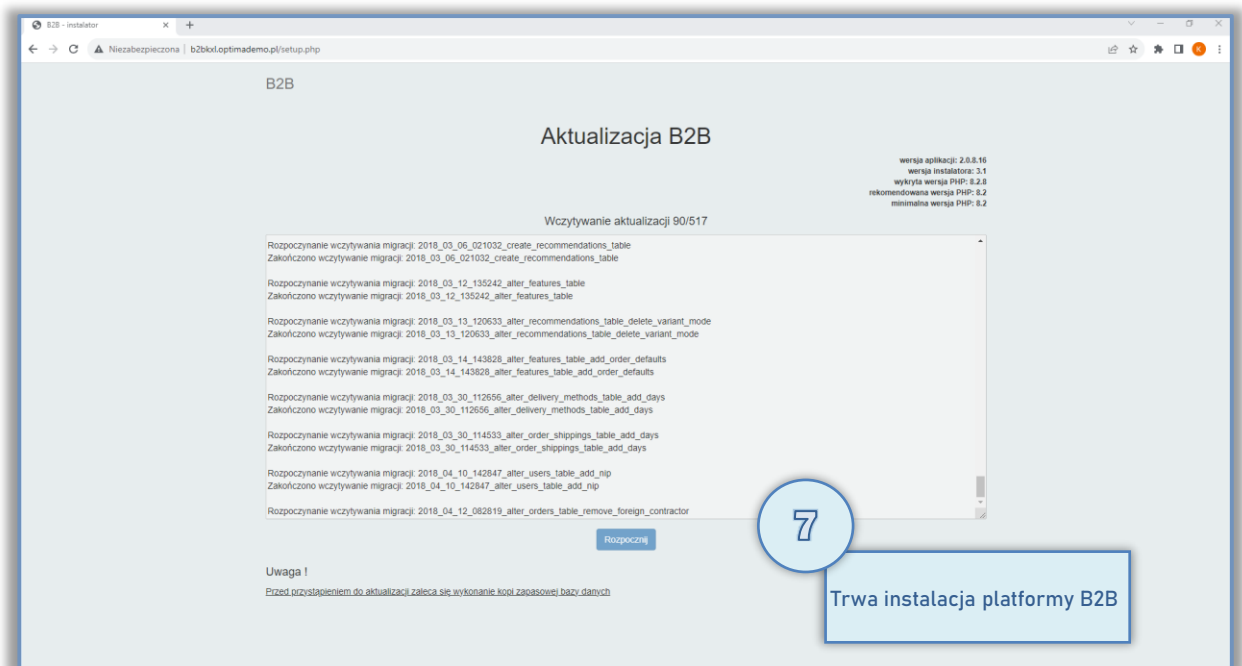 B2B - instalator
Niezabezpieczona | b2bkxl.optimademo.pl/setup.php
K
B2B
Aktualizacja B2B
wersja aplikacji: 2.0.8.16
wersja instalatora: 3.1
wykryta wersja PHP: 8.2.8
rekomendowana wersja PHP: 8.2
minimalna wersja PHP: 8.2
Wczytywanie aktualizacji 90/517
Rozpoczynanie wczytywania migracji: 2018_03_06_021032_create_recommendations_table
Zakończono wczytywanie migracji: 2018_03_06_021032_create_recommendations_table
Rozpoczynanie wczytywania migracji: 2018_03_12_135242_alter_features_table
Zakończono wczytywanie migracji: 2018_03_12_135242_alter_features_table
Rozpoczynanie wczytywania migracji: 2018_03_13_120633_alter_recommendations_table_delete_variant_mode
Zakończono wczytywanie migracji: 2018_03_13_120633_alter_recommendations_table_delete_variant_mode
Rozpoczynanie wczytywania migracji: 2018_03_14_143828_alter_features_table_add_order_defaults
Zakończono wczytywanie migracji: 2018_03_14_143828_alter_features_table_add_order_defaults
Rozpoczynanie wczytywania migracji: 2018_03_30_112656_alter_delivery_methods_table_add_days
Zakończono wczytywanie migracji: 2018_03_30_112656_alter_delivery_methods_table_add_days
Rozpoczynanie wczytywania migracji: 2018_03_30_114533_alter_order_shippings_table_add_days
Zakończono wczytywanie migracji: 2018_03_30_114533_alter_order_shippings_table_add_days
Rozpoczynanie wczytywania migracji: 2018_04_10_142847_alter_users_table_add_nip
Zakończono wczytywanie migracji: 2018_04_10_142847_alter_users_table_add_nip
Rozpoczynanie wczytywania migracji: 2018_04_12_082819_alter_orders_table_remove_foreign_contractor
Rozpocznij
7
Uwaga !
Przed przystąpieniem do aktualizacji zaleca się wykonanie kopi zapasowej bazy danych
Trwa instalacja platformy B2B